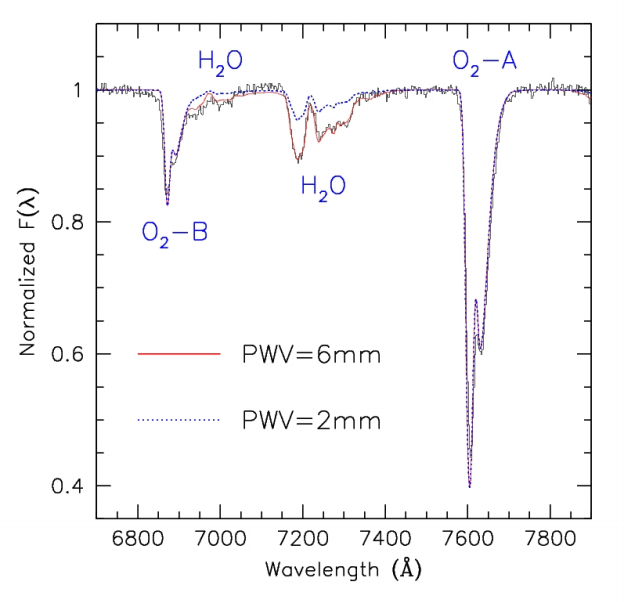 H₂O
O₂–A
1
H₂O
0.8
O₂–B
Normalized F(λ)
0.6
PWV=6mm
PWV=2mm
0.4
6800 7000 7200 7400 7600 7800
Wavelength (Å)